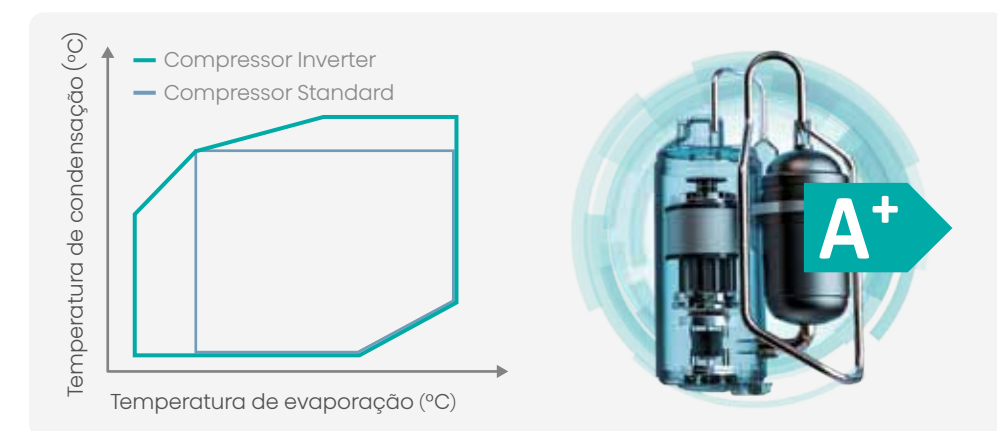 Temperatura de condensação (ºC)
Compressor Inverter
Compressor Standard
Temperatura de evaporação (ºC)
A+